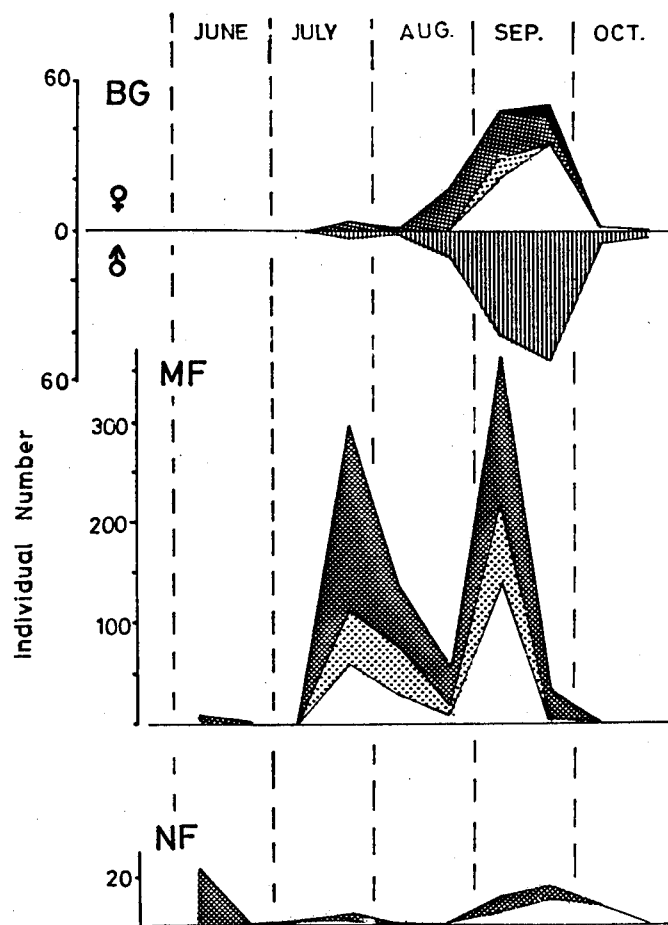 JUNE JULY AUG. SEP. OCT.
60
BG
♀
0
♂
60
MF
300
200
100
Individual Number
NF
20